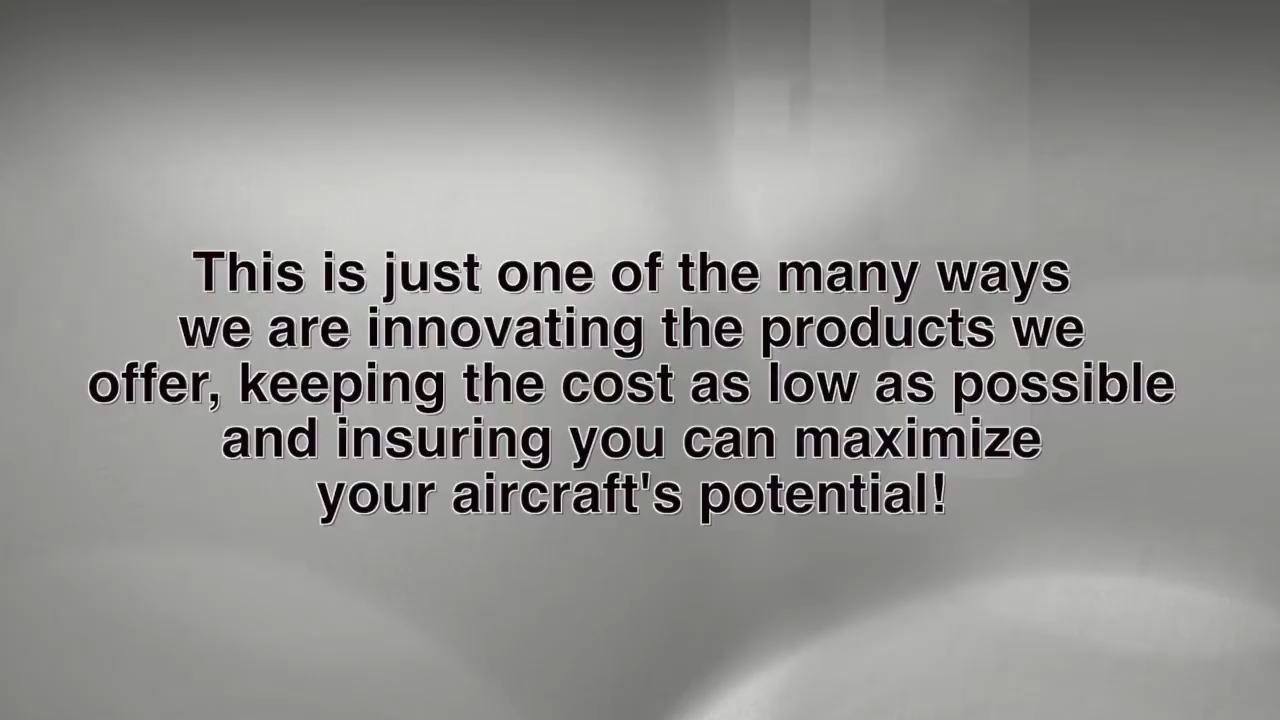 This is just one of the many ways
we are innovating the products we
offer, keeping the cost as low as possible
and insuring you can maximize
your aircraft's potential!